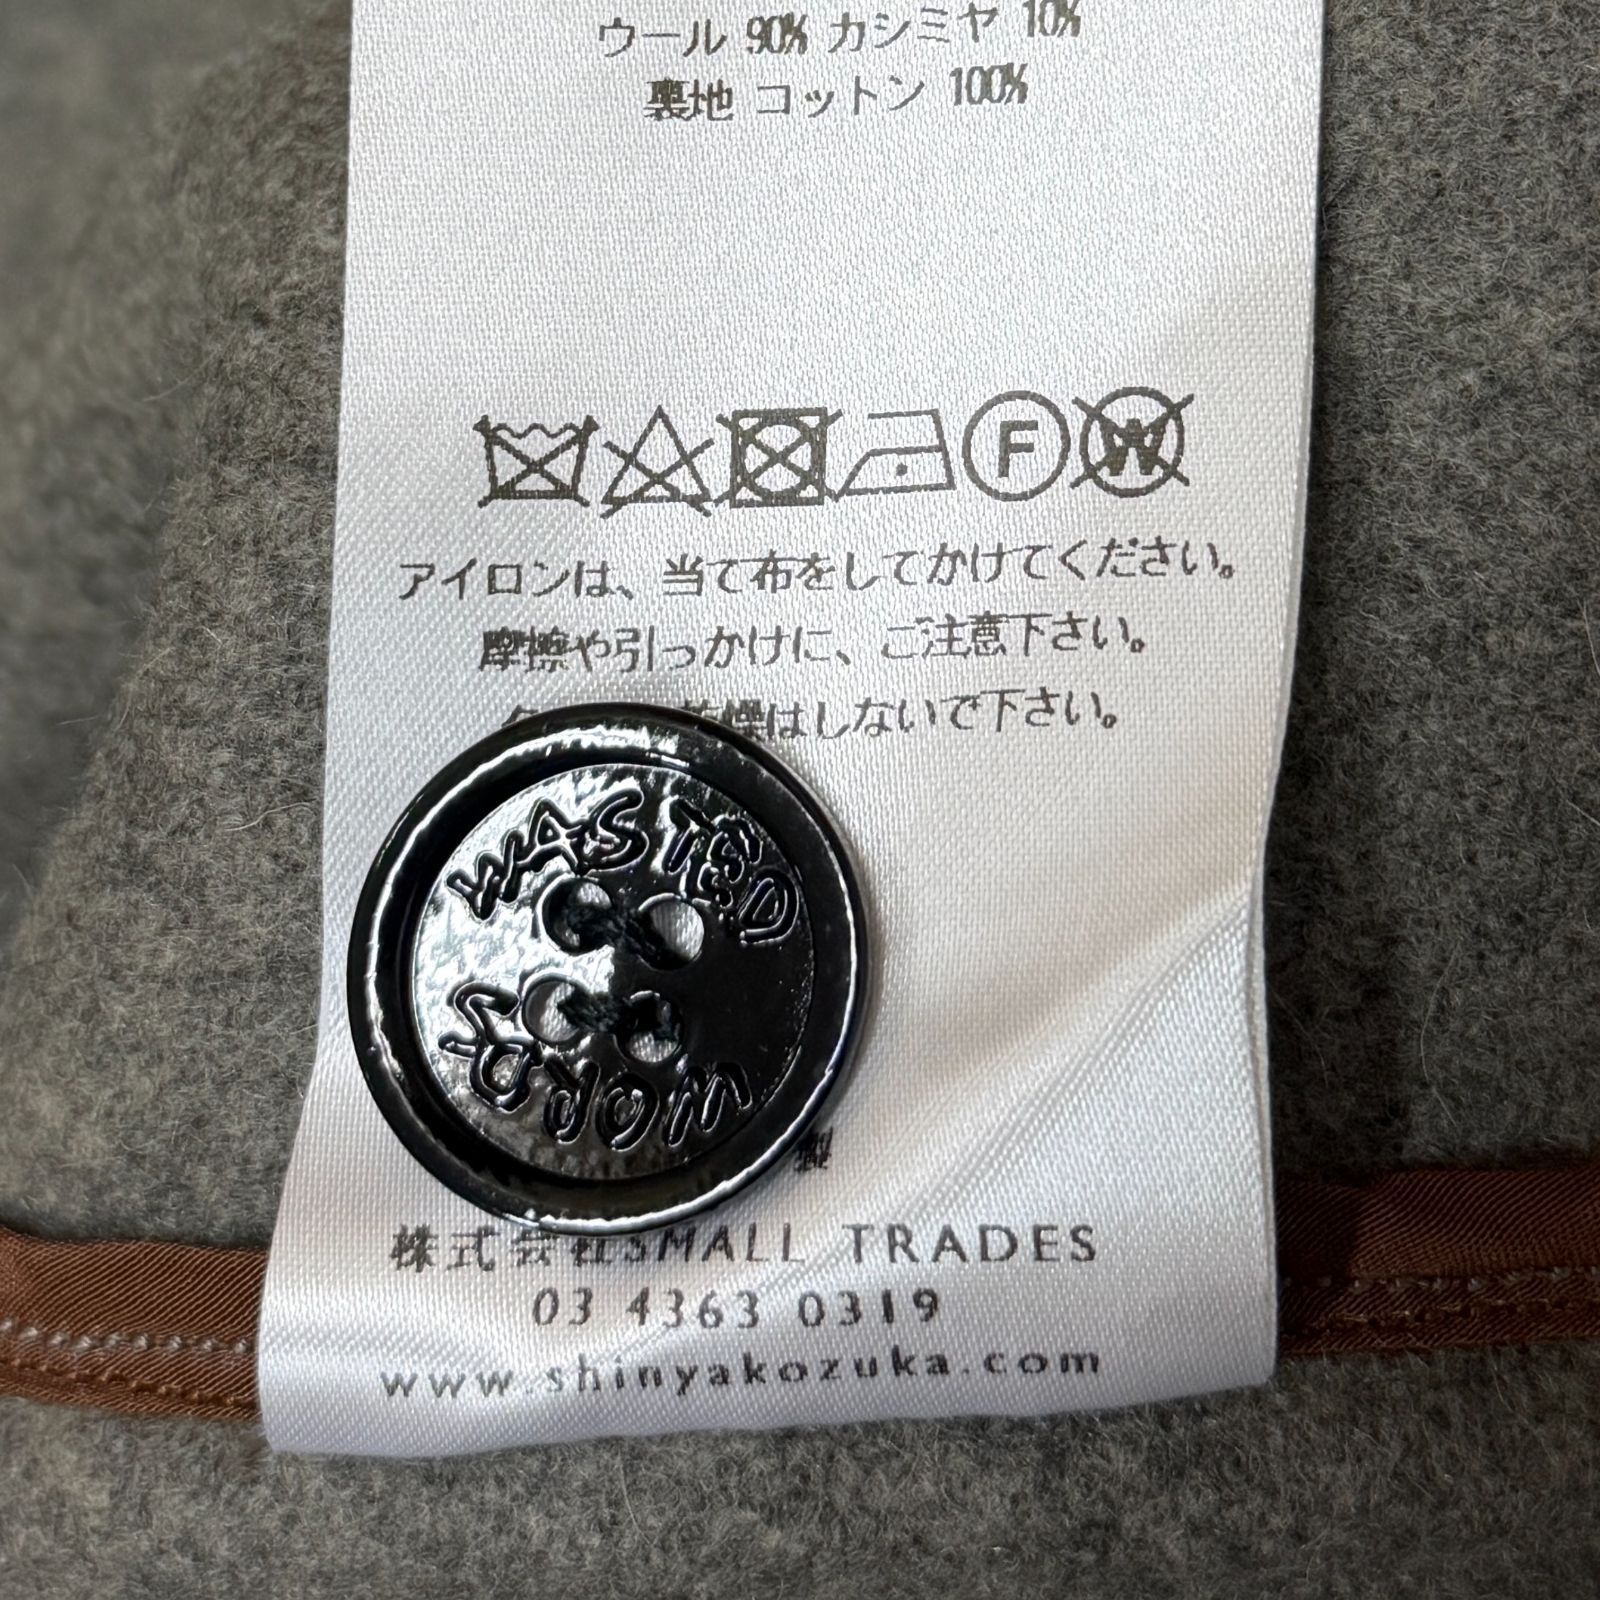 ウール 90% カシミヤ 10%
裏地 コットン 100%
F W
アイロンは、当て布をしてかけてください。
摩擦や引っかけに、ご注意下さい。
乾燥はしないで下さい。
WASTED
WORDS
製
株式会社SMALL TRADES
03 4363 0319
www.shinyakozuka.com